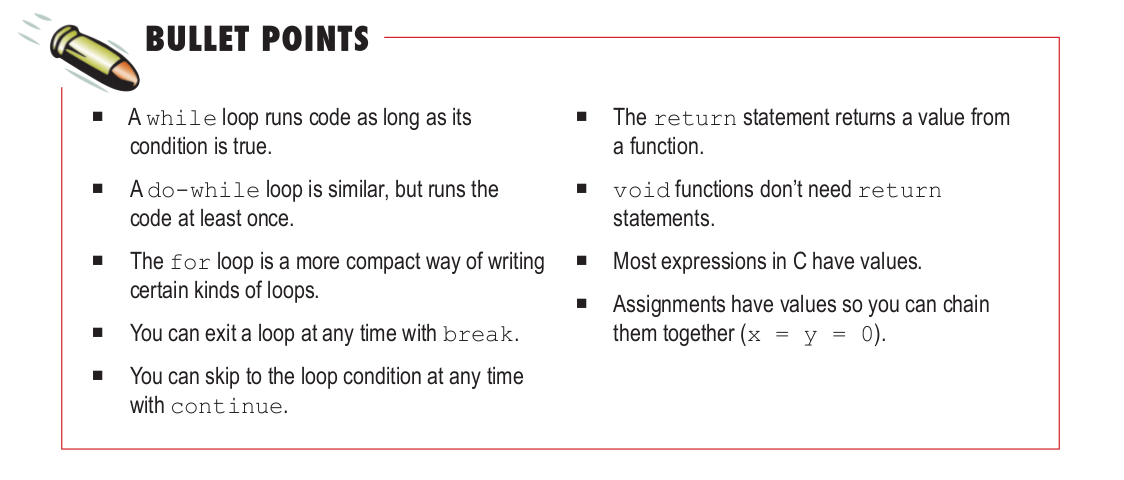 BULLET POINTS
■ A while loop runs code as long as its
condition is true.
■ A do-while loop is similar, but runs the
code at least once.
■ The for loop is a more compact way of writing
certain kinds of loops.
■ You can exit a loop at any time with break.
■ You can skip to the loop condition at any time
with continue.
■ The return statement returns a value from
a function.
■ void functions don’t need return
statements.
■ Most expressions in C have values.
■ Assignments have values so you can chain
them together (x = y = 0).